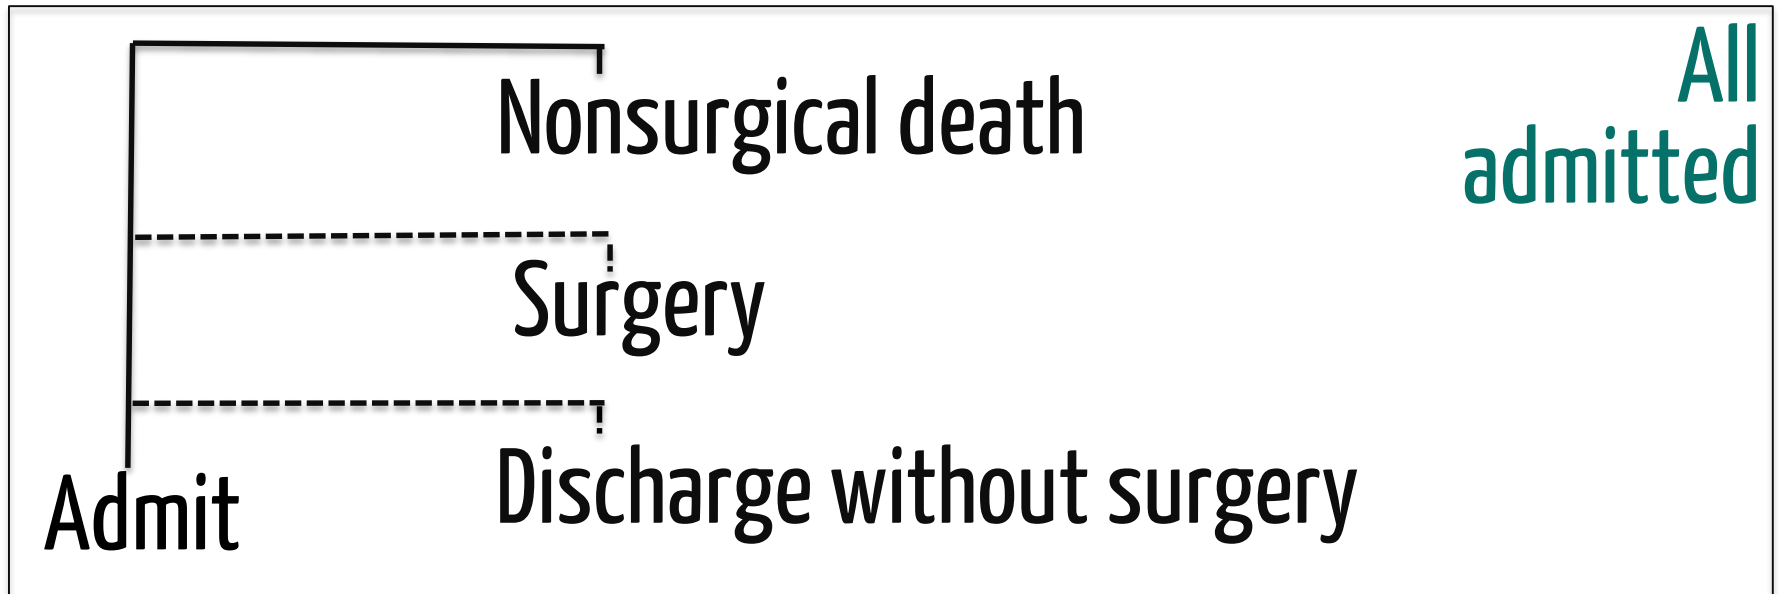 Nonsurgical death
All
admitted
Surgery
Discharge without surgery
Admit